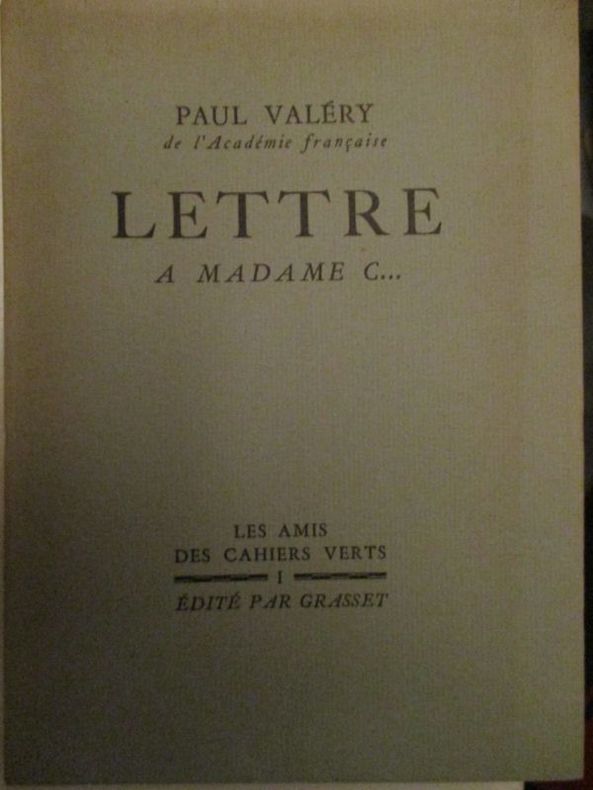 PAUL VALÉRY
de l'Académie française
LETTRE
A MADAME C...
LES AMIS
DES CAHIERS VERTS
I
ÉDITÉ PAR GRASSET